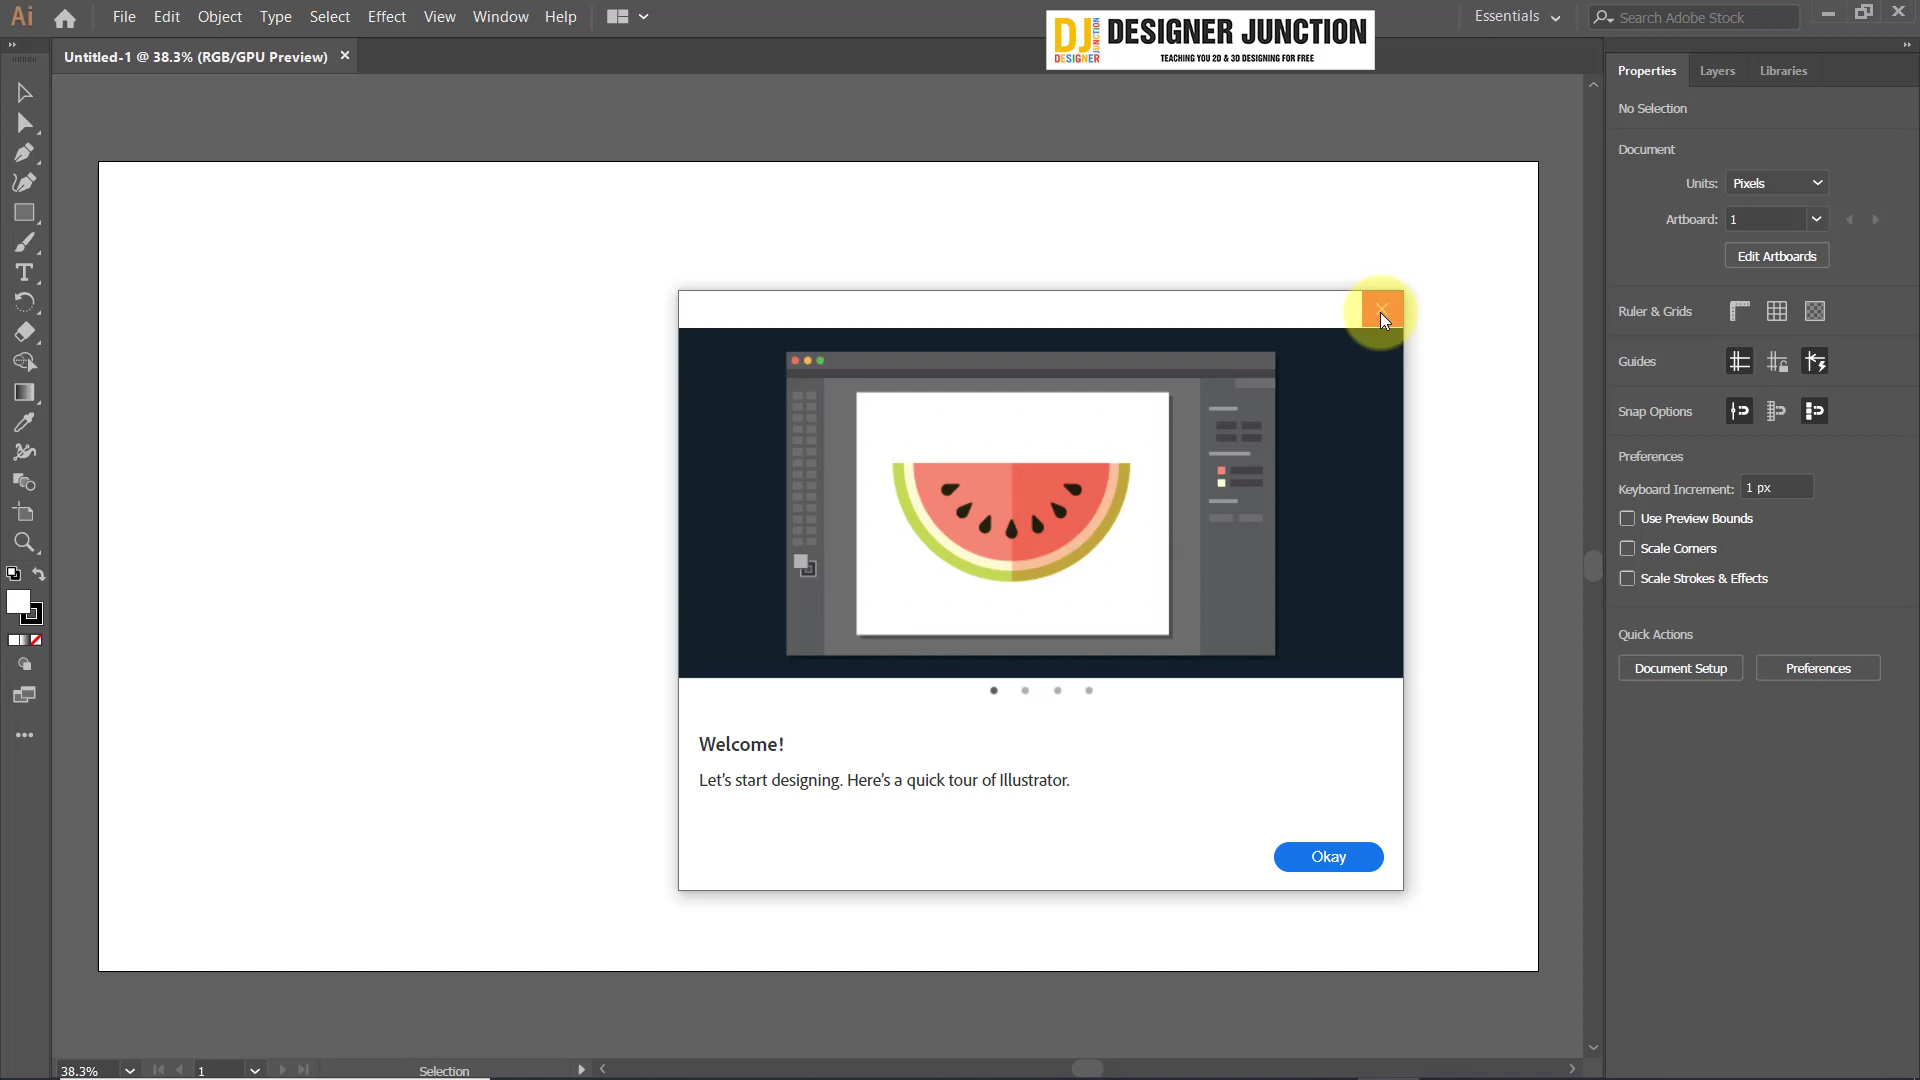 Ai File Edit Object Type Select Effect View Window Help
Essentials
Search Adobe Stock
Untitled-1 @ 38.3% (RGB/GPU Preview)
DJ DESIGNER JUNCTION
DESIGNER JUNCTION
TEACHING YOU 2D & 3D DESIGNING FOR FREE
Properties Layers Libraries
No Selection
Document
Units: Pixels
Artboard: 1
Edit Artboards
Ruler & Grids
Guides
Snap Options
Preferences
Keyboard Increment: 1 px
Use Preview Bounds
Scale Corners
Scale Strokes & Effects
Quick Actions
Document Setup Preferences
Welcome!
Let's start designing. Here's a quick tour of Illustrator.
Okay
38.3% 1 Selection